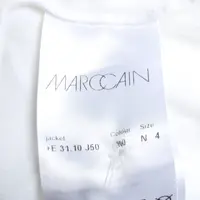 MARCCAIN
jacket Colour Size
+E 31.10 J50 N 4